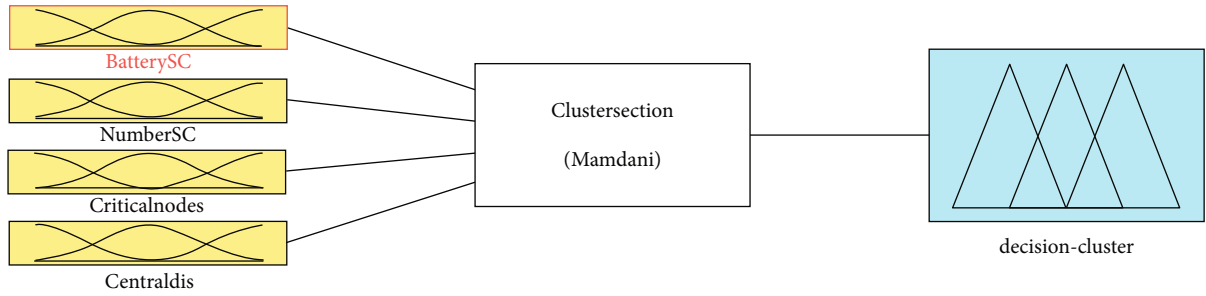 BatterySC
NumberSC
Criticalnodes
Centraldis
Clustersection
(Mamdani)
decision-cluster